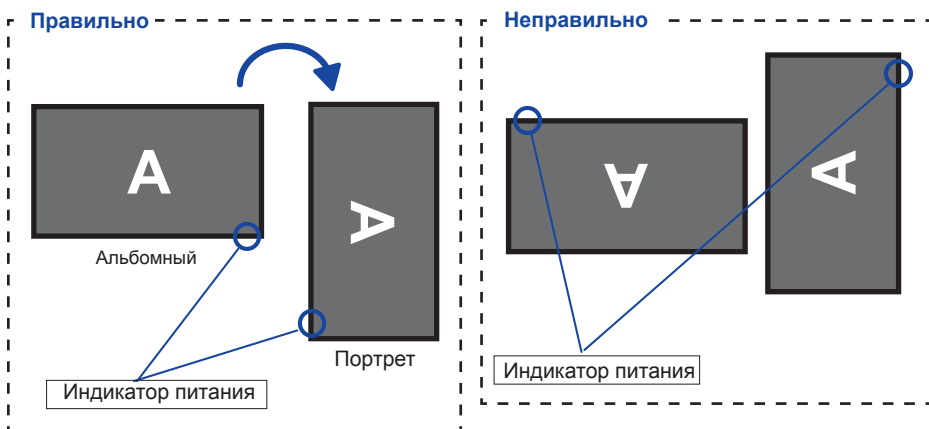 Правильно
A
A
Альбомный
Портрет
Индикатор питания
Неправильно
A
A
Индикатор питания